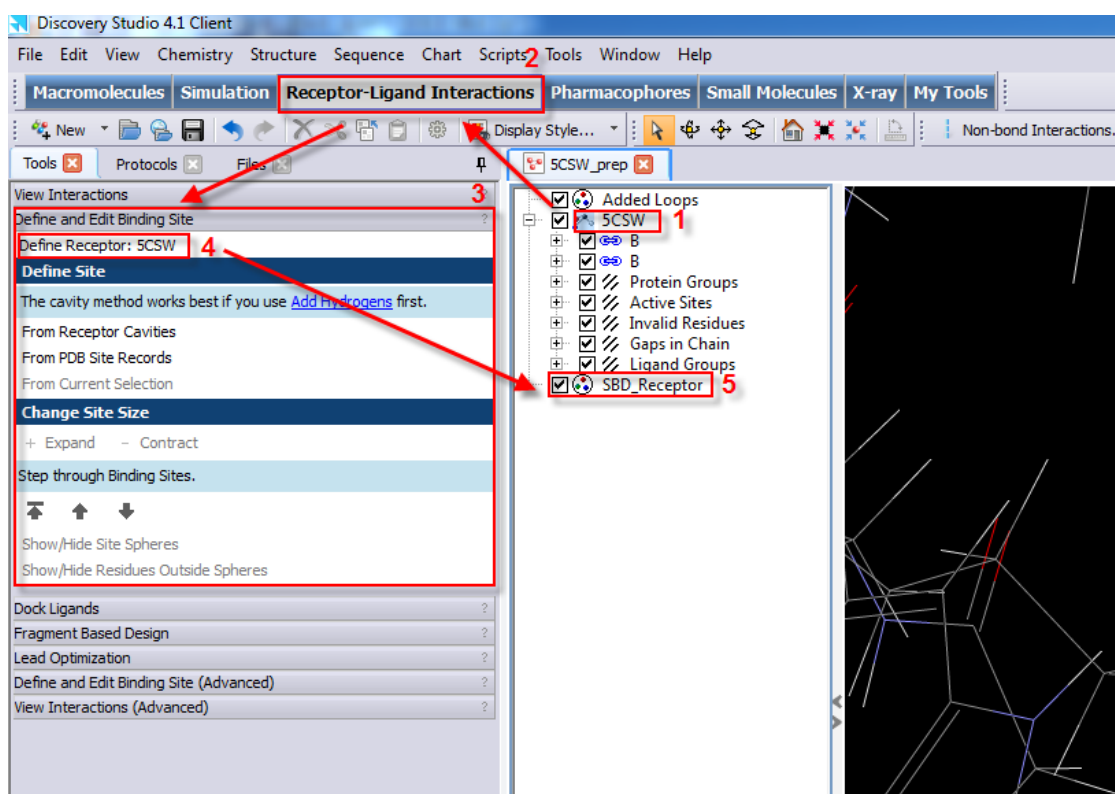 Discovery Studio 4.1 Client
File Edit View Chemistry Structure Sequence Chart Scripts Tools Window Help
2
Macromolecules Simulation Receptor-Ligand Interactions Pharmacophores Small Molecules X-ray My Tools
New Display Style... Non-bond Interactions.
Tools Protocols Files 5CSW_prep
View Interactions
3
Define and Edit Binding Site ?
Define Receptor: 5CSW 4
Define Site
The cavity method works best if you use Add Hydrogens first.
From Receptor Cavities
From PDB Site Records
From Current Selection
Change Site Size
+ Expand - Contract
Step through Binding Sites.
Show/Hide Site Spheres
Show/Hide Residues Outside Spheres
Dock Ligands ?
Fragment Based Design ?
Lead Optimization ?
Define and Edit Binding Site (Advanced) ?
View Interactions (Advanced) ?
Added Loops
5CSW 1
B
B
Protein Groups
Active Sites
Invalid Residues
Gaps in Chain
Ligand Groups
SBD_Receptor 5